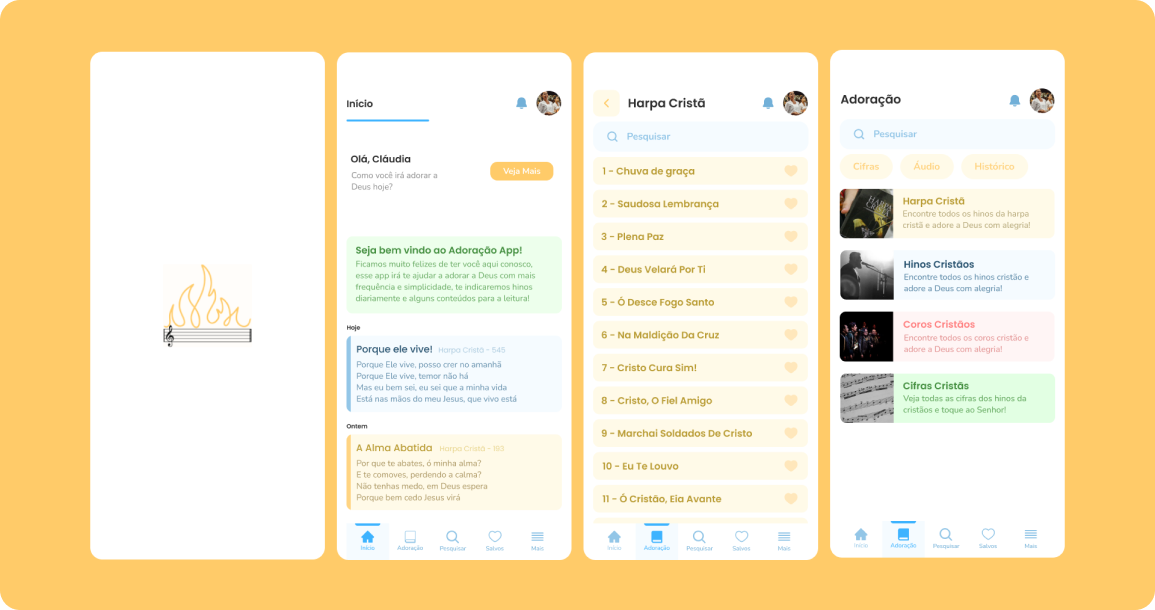 Início
Olá, Cláudia
Como você irá adorar a
Deus hoje?
Veja Mais
Seja bem vindo ao Adoração App!
Ficamos muito felizes de ter você aqui conosco,
esse app irá te ajudar a adorar a Deus com mais
frequência e simplicidade, te indicaremos hinos
diariamente e alguns conteúdos para a leitura!
Hoje
Porque ele vive! Harpa Cristã - 545
Porque Ele vive, posso crer no amanhã
Porque Ele vive, temor não há
Mas eu bem sei, eu sei que a minha vida
Está nas mãos do meu Jesus, que vivo está
Ontem
A Alma Abatida Harpa Cristã - 193
Por que te abates, ó minha alma?
E te comoves, perdendo a calma?
Não tenhas medo, em Deus espera
Porque bem cedo Jesus virá
Início Adoração Pesquisar Salvos Mais
Harpa Cristã
Pesquisar
1 - Chuva de graça
2 - Saudosa Lembrança
3 - Plena Paz
4 - Deus Velará Por Ti
5 - Ó Desce Fogo Santo
6 - Na Maldição Da Cruz
7 - Cristo Cura Sim!
8 - Cristo, O Fiel Amigo
9 - Marchai Soldados De Cristo
10 - Eu Te Louvo
11 - Ó Cristão, Eia Avante
Início Adoração Pesquisar Salvos Mais
Adoração
Pesquisar
Cifras Áudio Histórico
Harpa Cristã
Encontre todos os hinos da harpa
cristã e adore a Deus com alegria!
Hinos Cristãos
Encontre todos os hinos cristão e
adore a Deus com alegria!
Coros Cristãos
Encontre todos os coros cristão e
adore a Deus com alegria!
Cifras Cristãs
Veja todas as cifras dos hinos da
cristãos e toque ao Senhor!
Início Adoração Pesquisar Salvos Mais